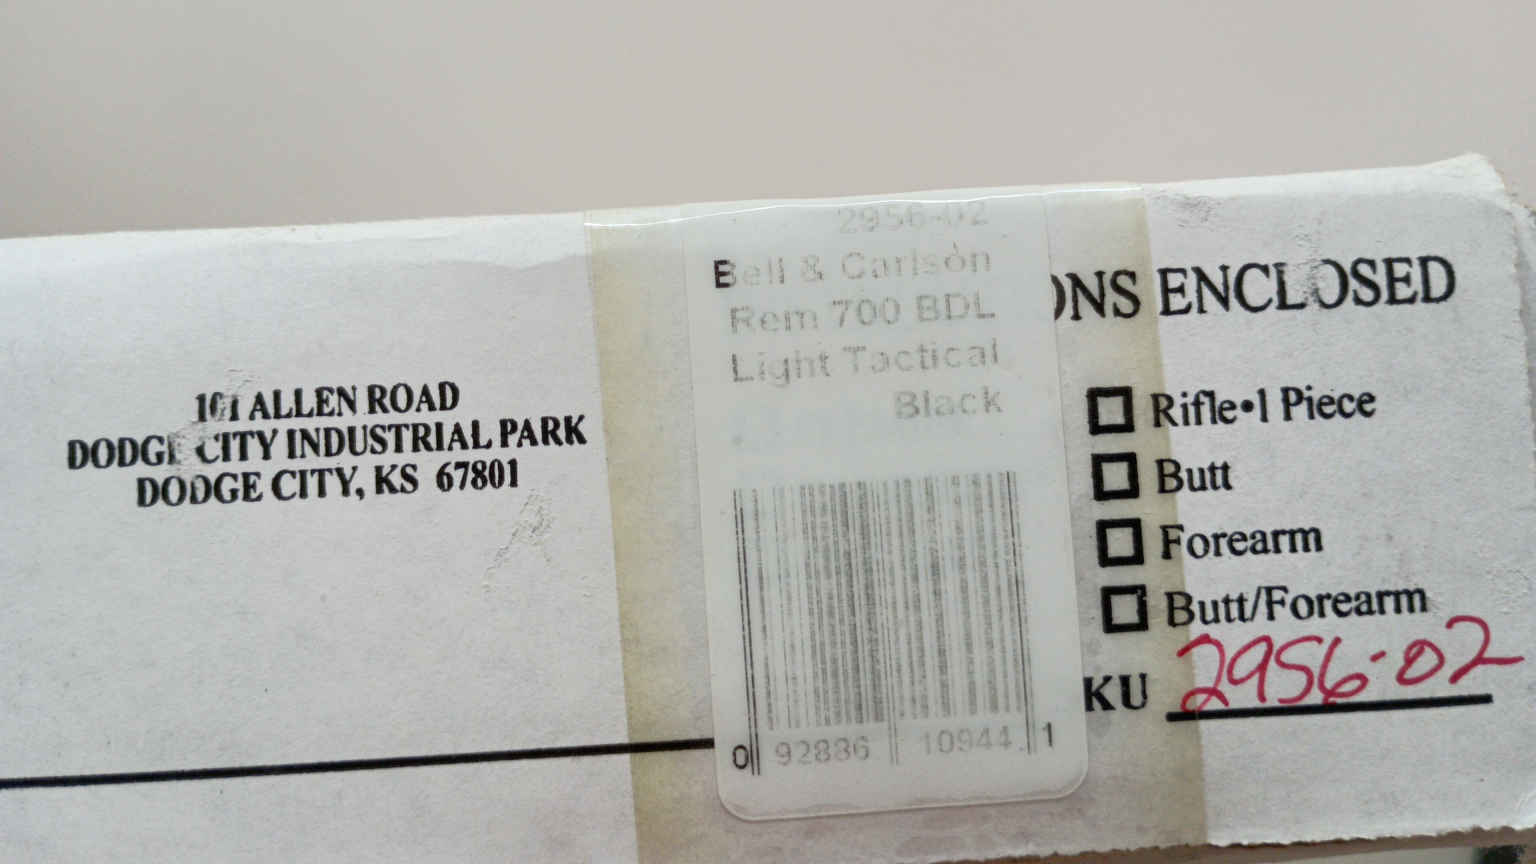 101 ALLEN ROAD
DODGE CITY INDUSTRIAL PARK
DODGE CITY, KS 67801
2956-02
Bell & Carlson
Rem 700 BDL
Light Tactical
Black
0 92886 10944 1
ONS ENCLOSED
Rifle•1 Piece
Butt
Forearm
Butt/Forearm
KU 2956-02